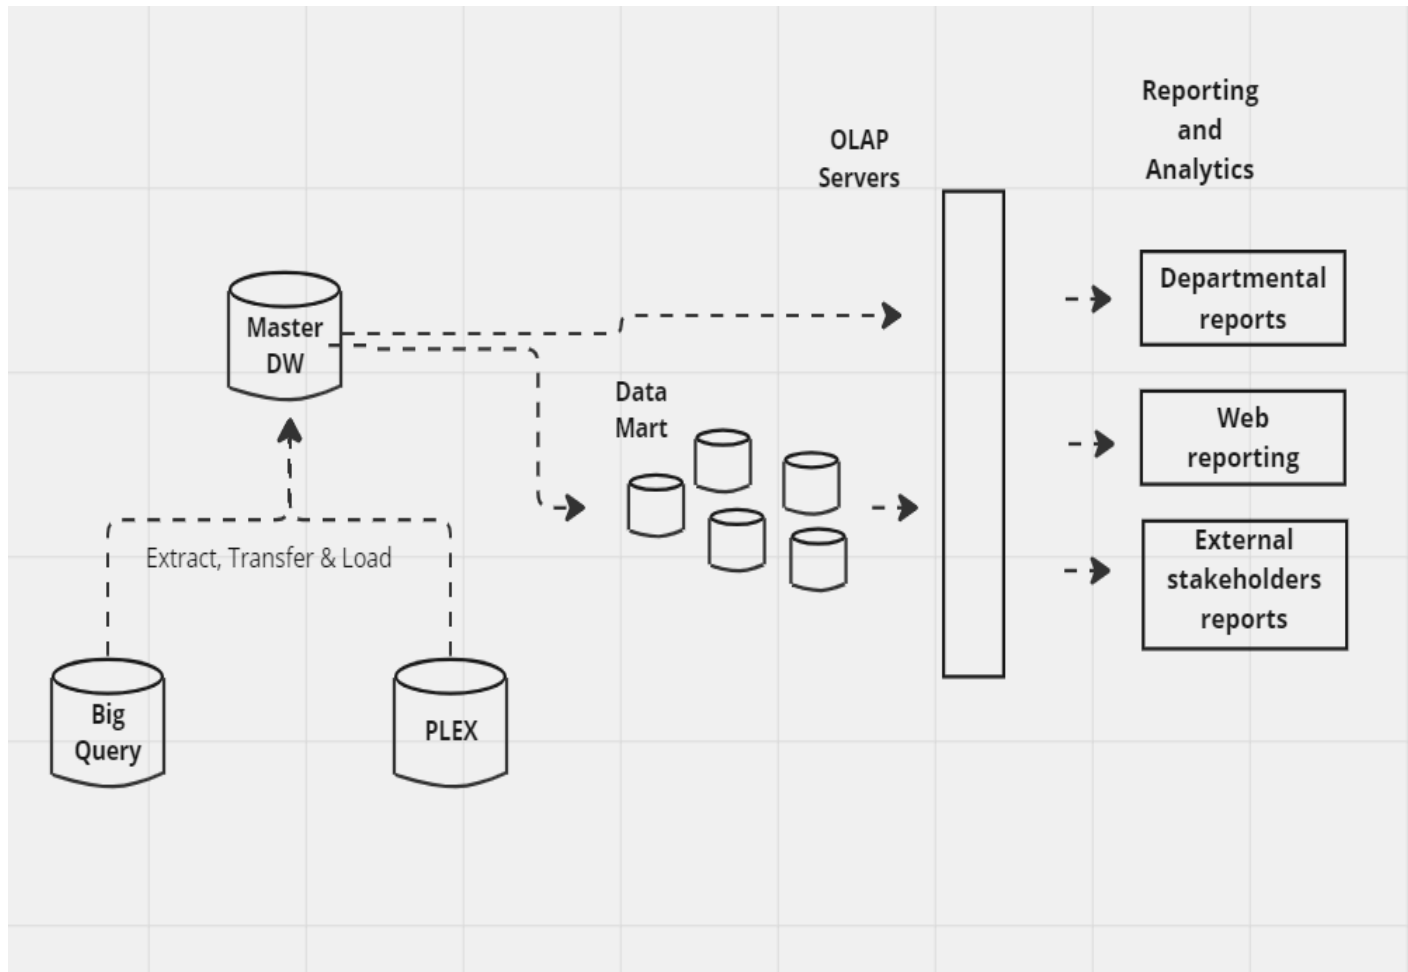 Reporting
and
Analytics
OLAP
Servers
Departmental
reports
Master
DW
Data
Mart
Web
reporting
External
stakeholders
reports
Extract, Transfer & Load
Big
Query
PLEX